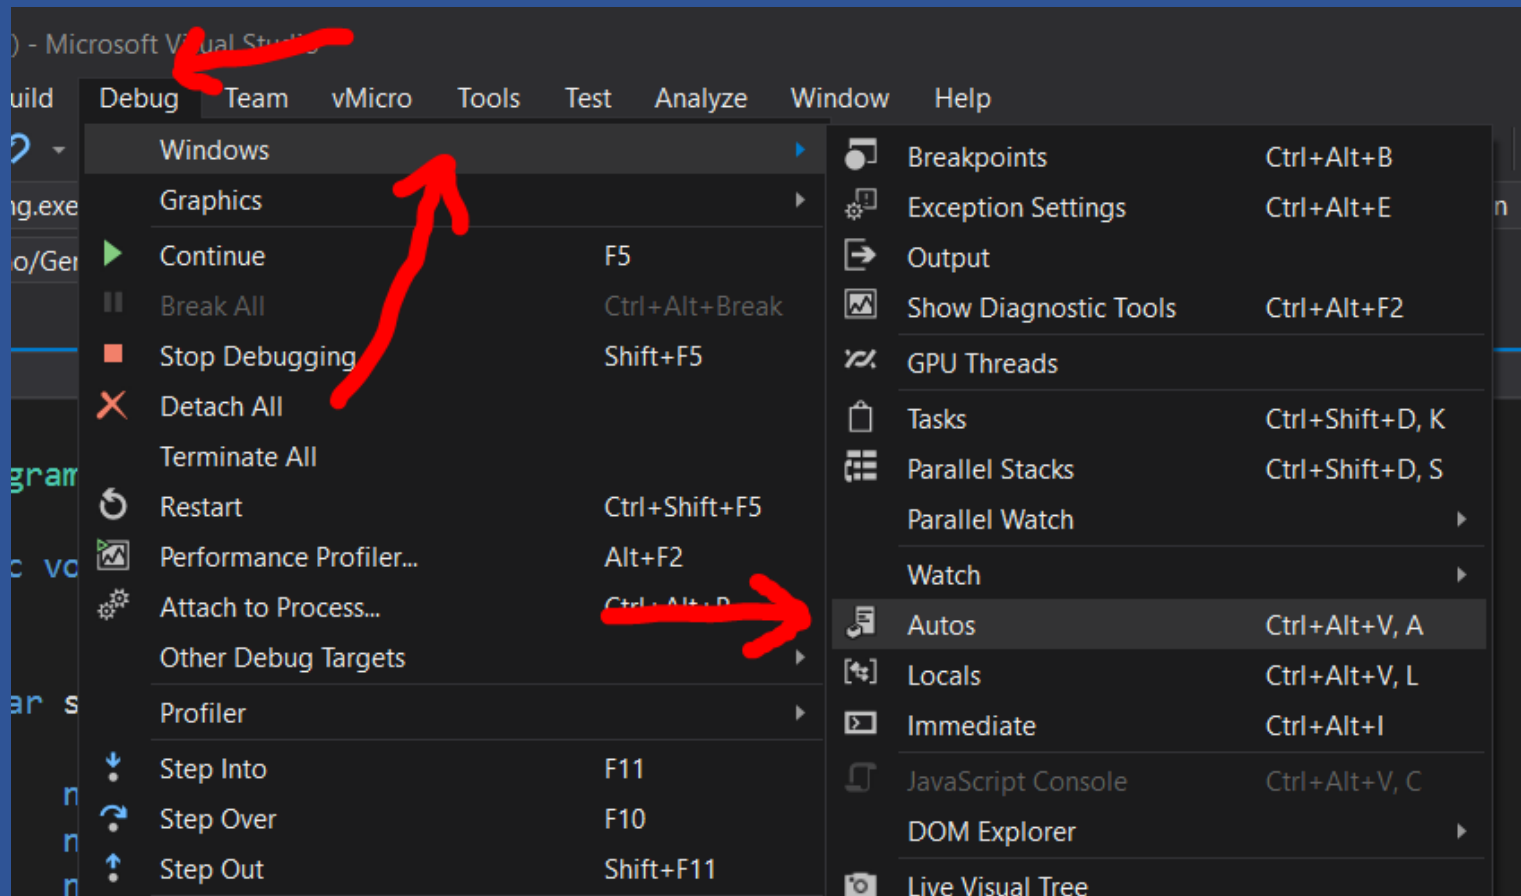 ) - Microsoft Visual Studio
uild Debug Team vMicro Tools Test Analyze Window Help
Windows
Graphics
Continue F5
Break All Ctrl+Alt+Break
Stop Debugging Shift+F5
Detach All
Terminate All
Restart Ctrl+Shift+F5
Performance Profiler... Alt+F2
Attach to Process... Ctrl+Alt+P
Other Debug Targets
Profiler
Step Into F11
Step Over F10
Step Out Shift+F11
Breakpoints Ctrl+Alt+B
Exception Settings Ctrl+Alt+E
Output
Show Diagnostic Tools Ctrl+Alt+F2
GPU Threads
Tasks Ctrl+Shift+D, K
Parallel Stacks Ctrl+Shift+D, S
Parallel Watch
Watch
Autos Ctrl+Alt+V, A
Locals Ctrl+Alt+V, L
Immediate Ctrl+Alt+I
JavaScript Console Ctrl+Alt+V, C
DOM Explorer
Live Visual Tree
ng.exe
o/Ger
gram
c vo
ar s
n
n
n
n